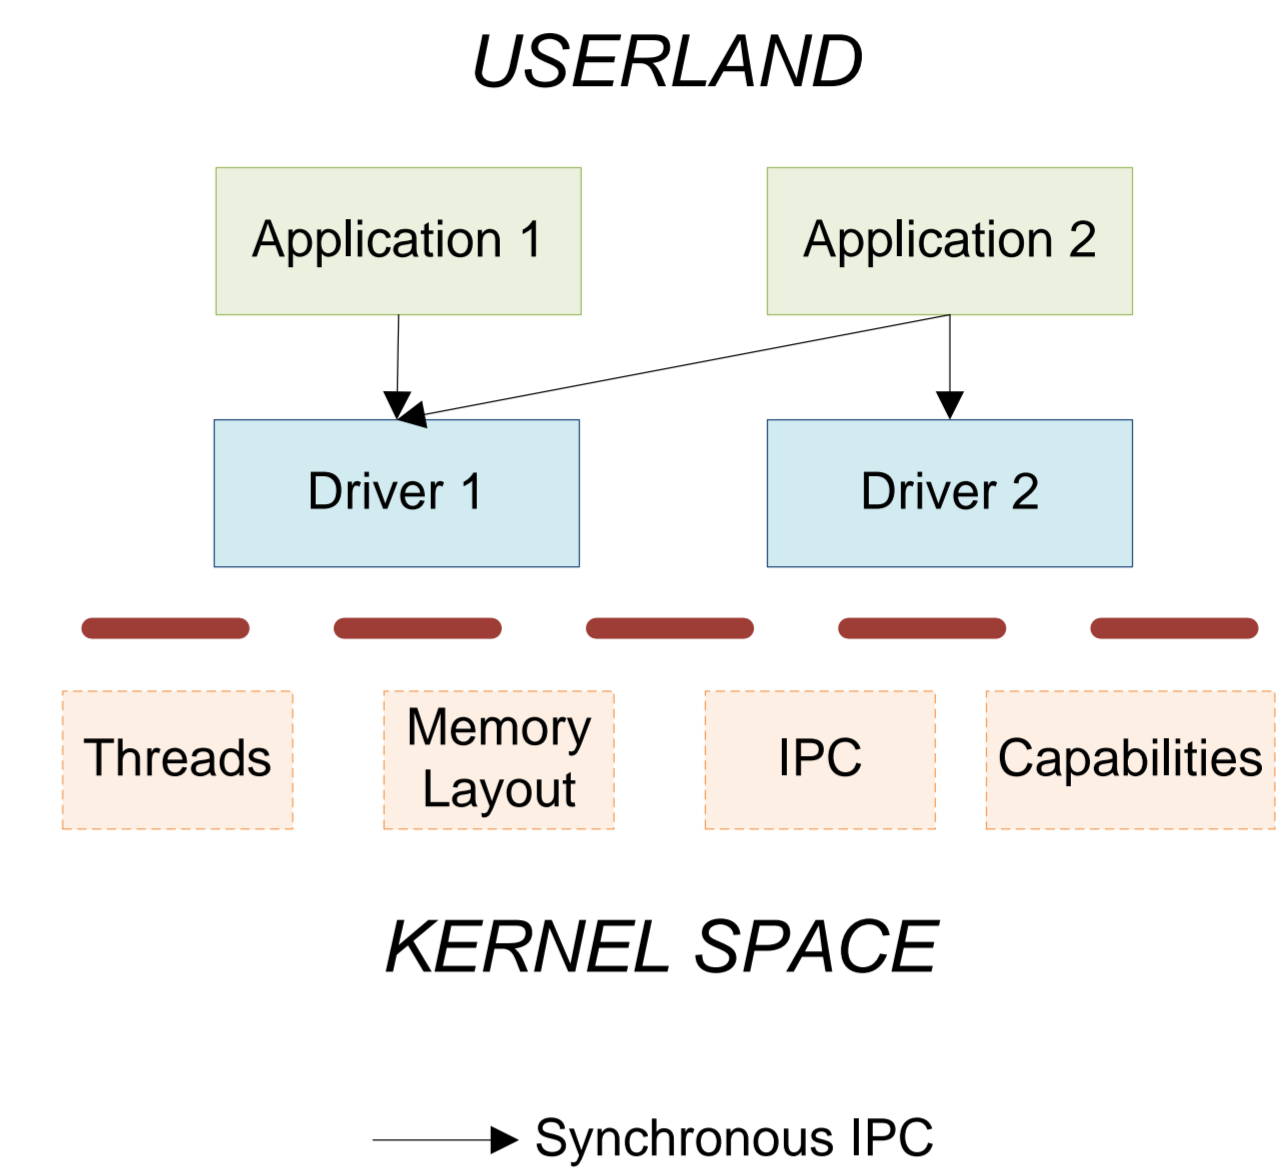 USERLAND
Application 1
Application 2
Driver 1
Driver 2
Threads
Memory
Layout
IPC
Capabilities
KERNEL SPACE
Synchronous IPC